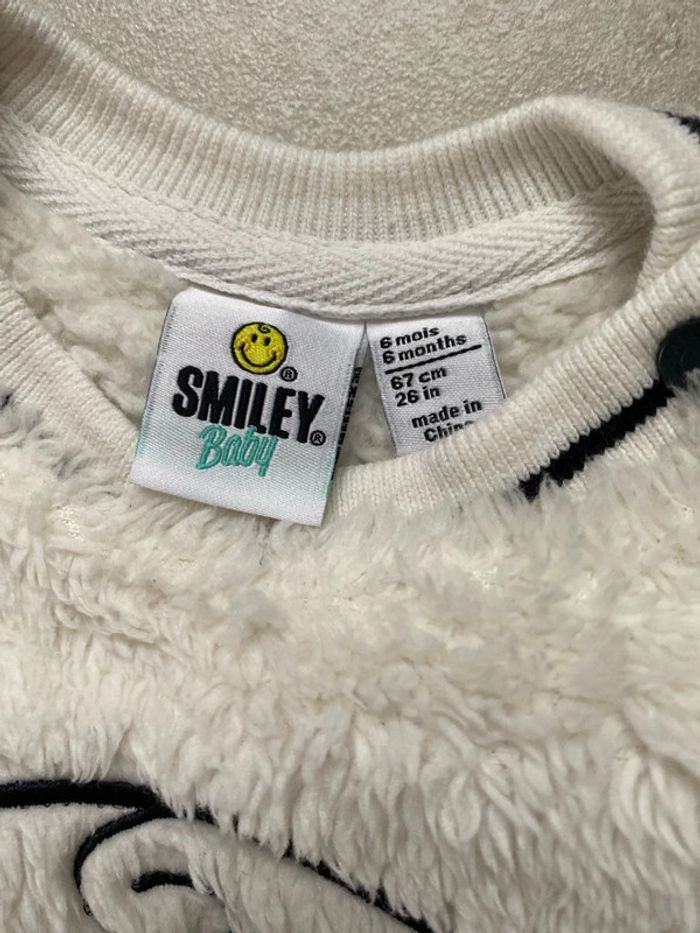 SMILEY®
Baby
6 mois
6 months
67 cm
26 in
made in
China